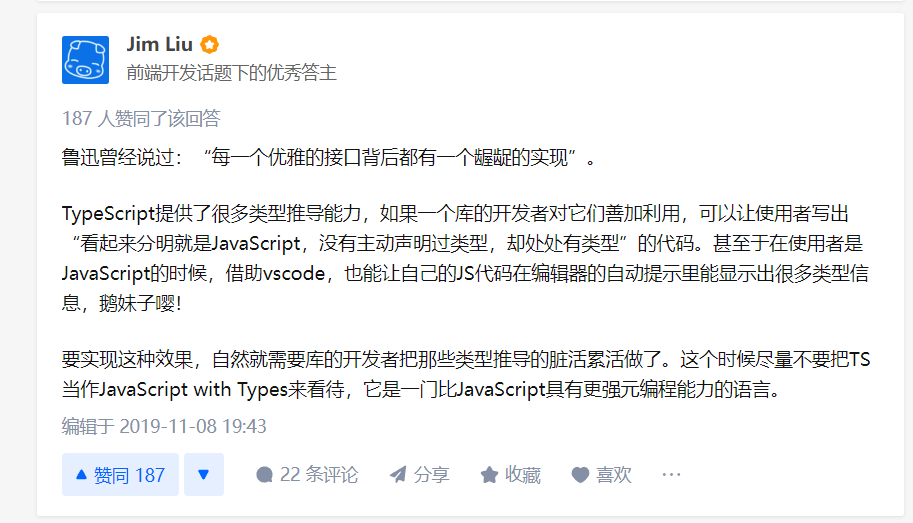 Jim Liu
前端开发话题下的优秀答主
187 人赞同了该回答
鲁迅曾经说过：“每一个优雅的接口背后都有一个龌龊的实现”。
TypeScript提供了很多类型推导能力，如果一个库的开发者对它们善加利用，可以让使用者写出
“看起来分明就是JavaScript，没有主动声明过类型，却处处有类型”的代码。甚至于在使用者是
JavaScript的时候，借助vscode，也能让自己的JS代码在编辑器的自动提示里能显示出很多类型信
息，鹅妹子嘤！
要实现这种效果，自然就需要库的开发者把那些类型推导的脏活累活做了。这个时候尽量不要把TS
当作JavaScript with Types来看待，它是一门比JavaScript具有更强元编程能力的语言。
编辑于 2019-11-08 19:43
赞同 187 22 条评论 分享 收藏 喜欢 ···